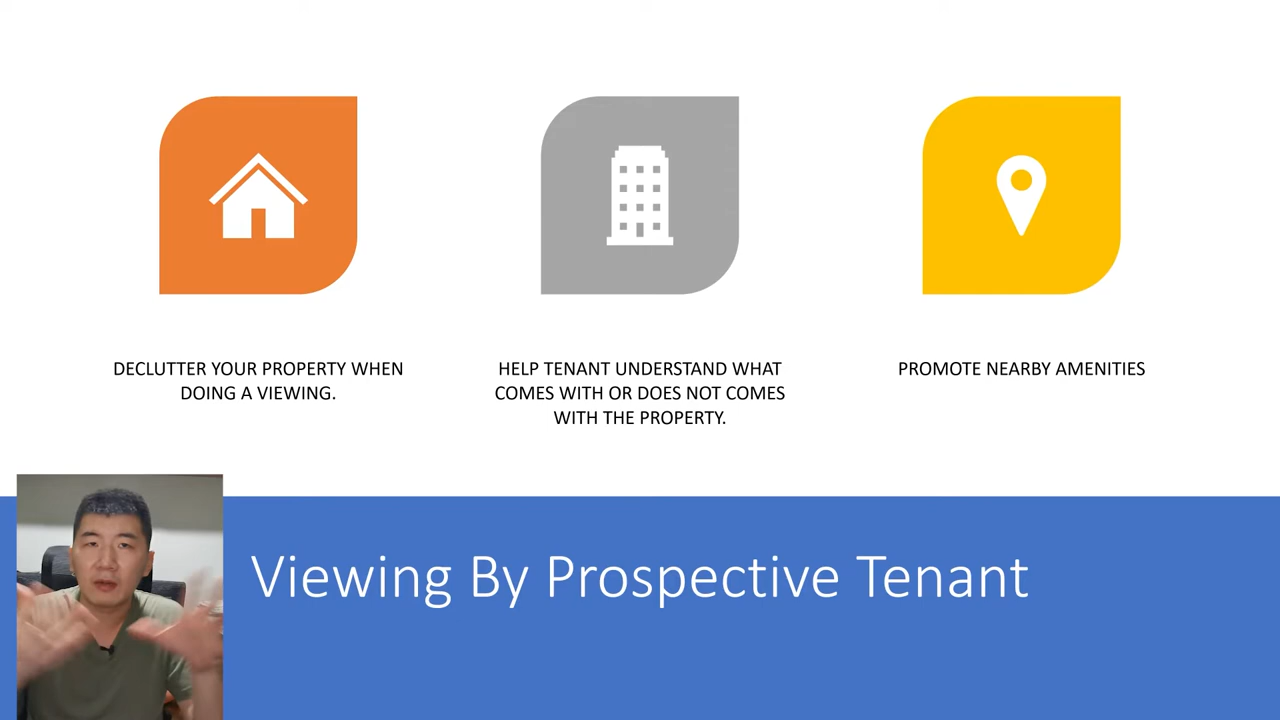 DECLUTTER YOUR PROPERTY WHEN
DOING A VIEWING.
HELP TENANT UNDERSTAND WHAT
COMES WITH OR DOES NOT COMES
WITH THE PROPERTY.
PROMOTE NEARBY AMENITIES
Viewing By Prospective Tenant